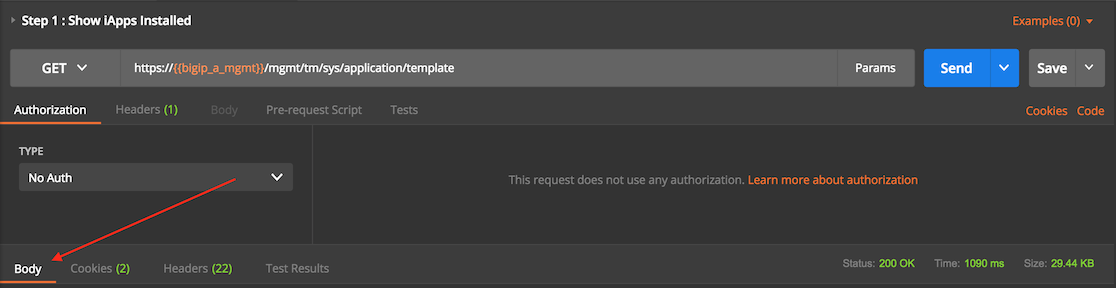 Step 1 : Show iApps Installed
Examples (0)
GET
https://{{bigip_a_mgmt}}/mgmt/tm/sys/application/template
Params
Send
Save
Authorization
Headers (1)
Body
Pre-request Script
Tests
Cookies
Code
TYPE
No Auth
This request does not use any authorization. Learn more about authorization
Body
Cookies (2)
Headers (22)
Test Results
Status: 200 OK
Time: 1090 ms
Size: 29.44 KB